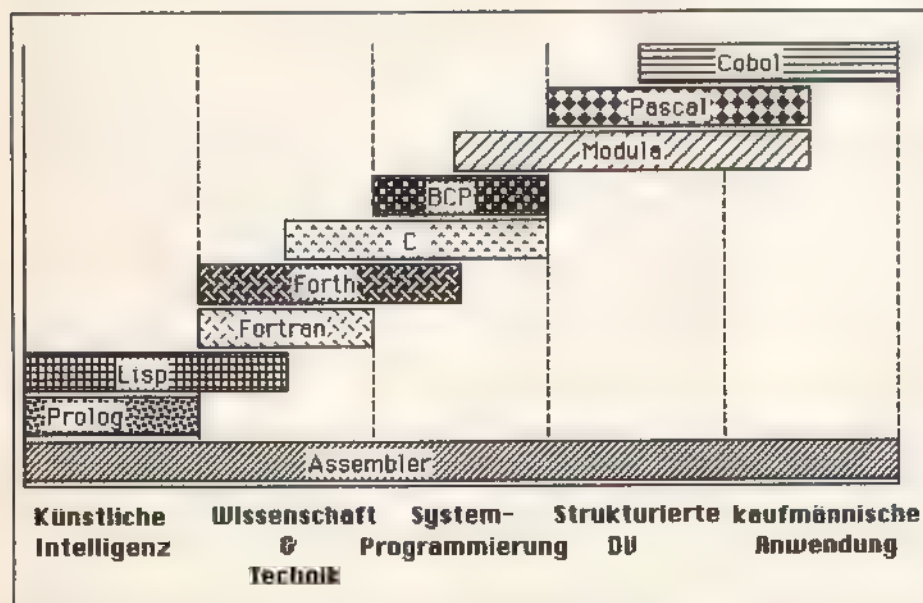 Cobol
Pascal
Modula
BCP
C
Forth
Fortran
Lisp
Prolog
Assembler
Künstliche
Intelligenz
Wissenschaft
&
Technik
System-
Programmierung
Strukturierte
DV
kaufmännische
Anwendung